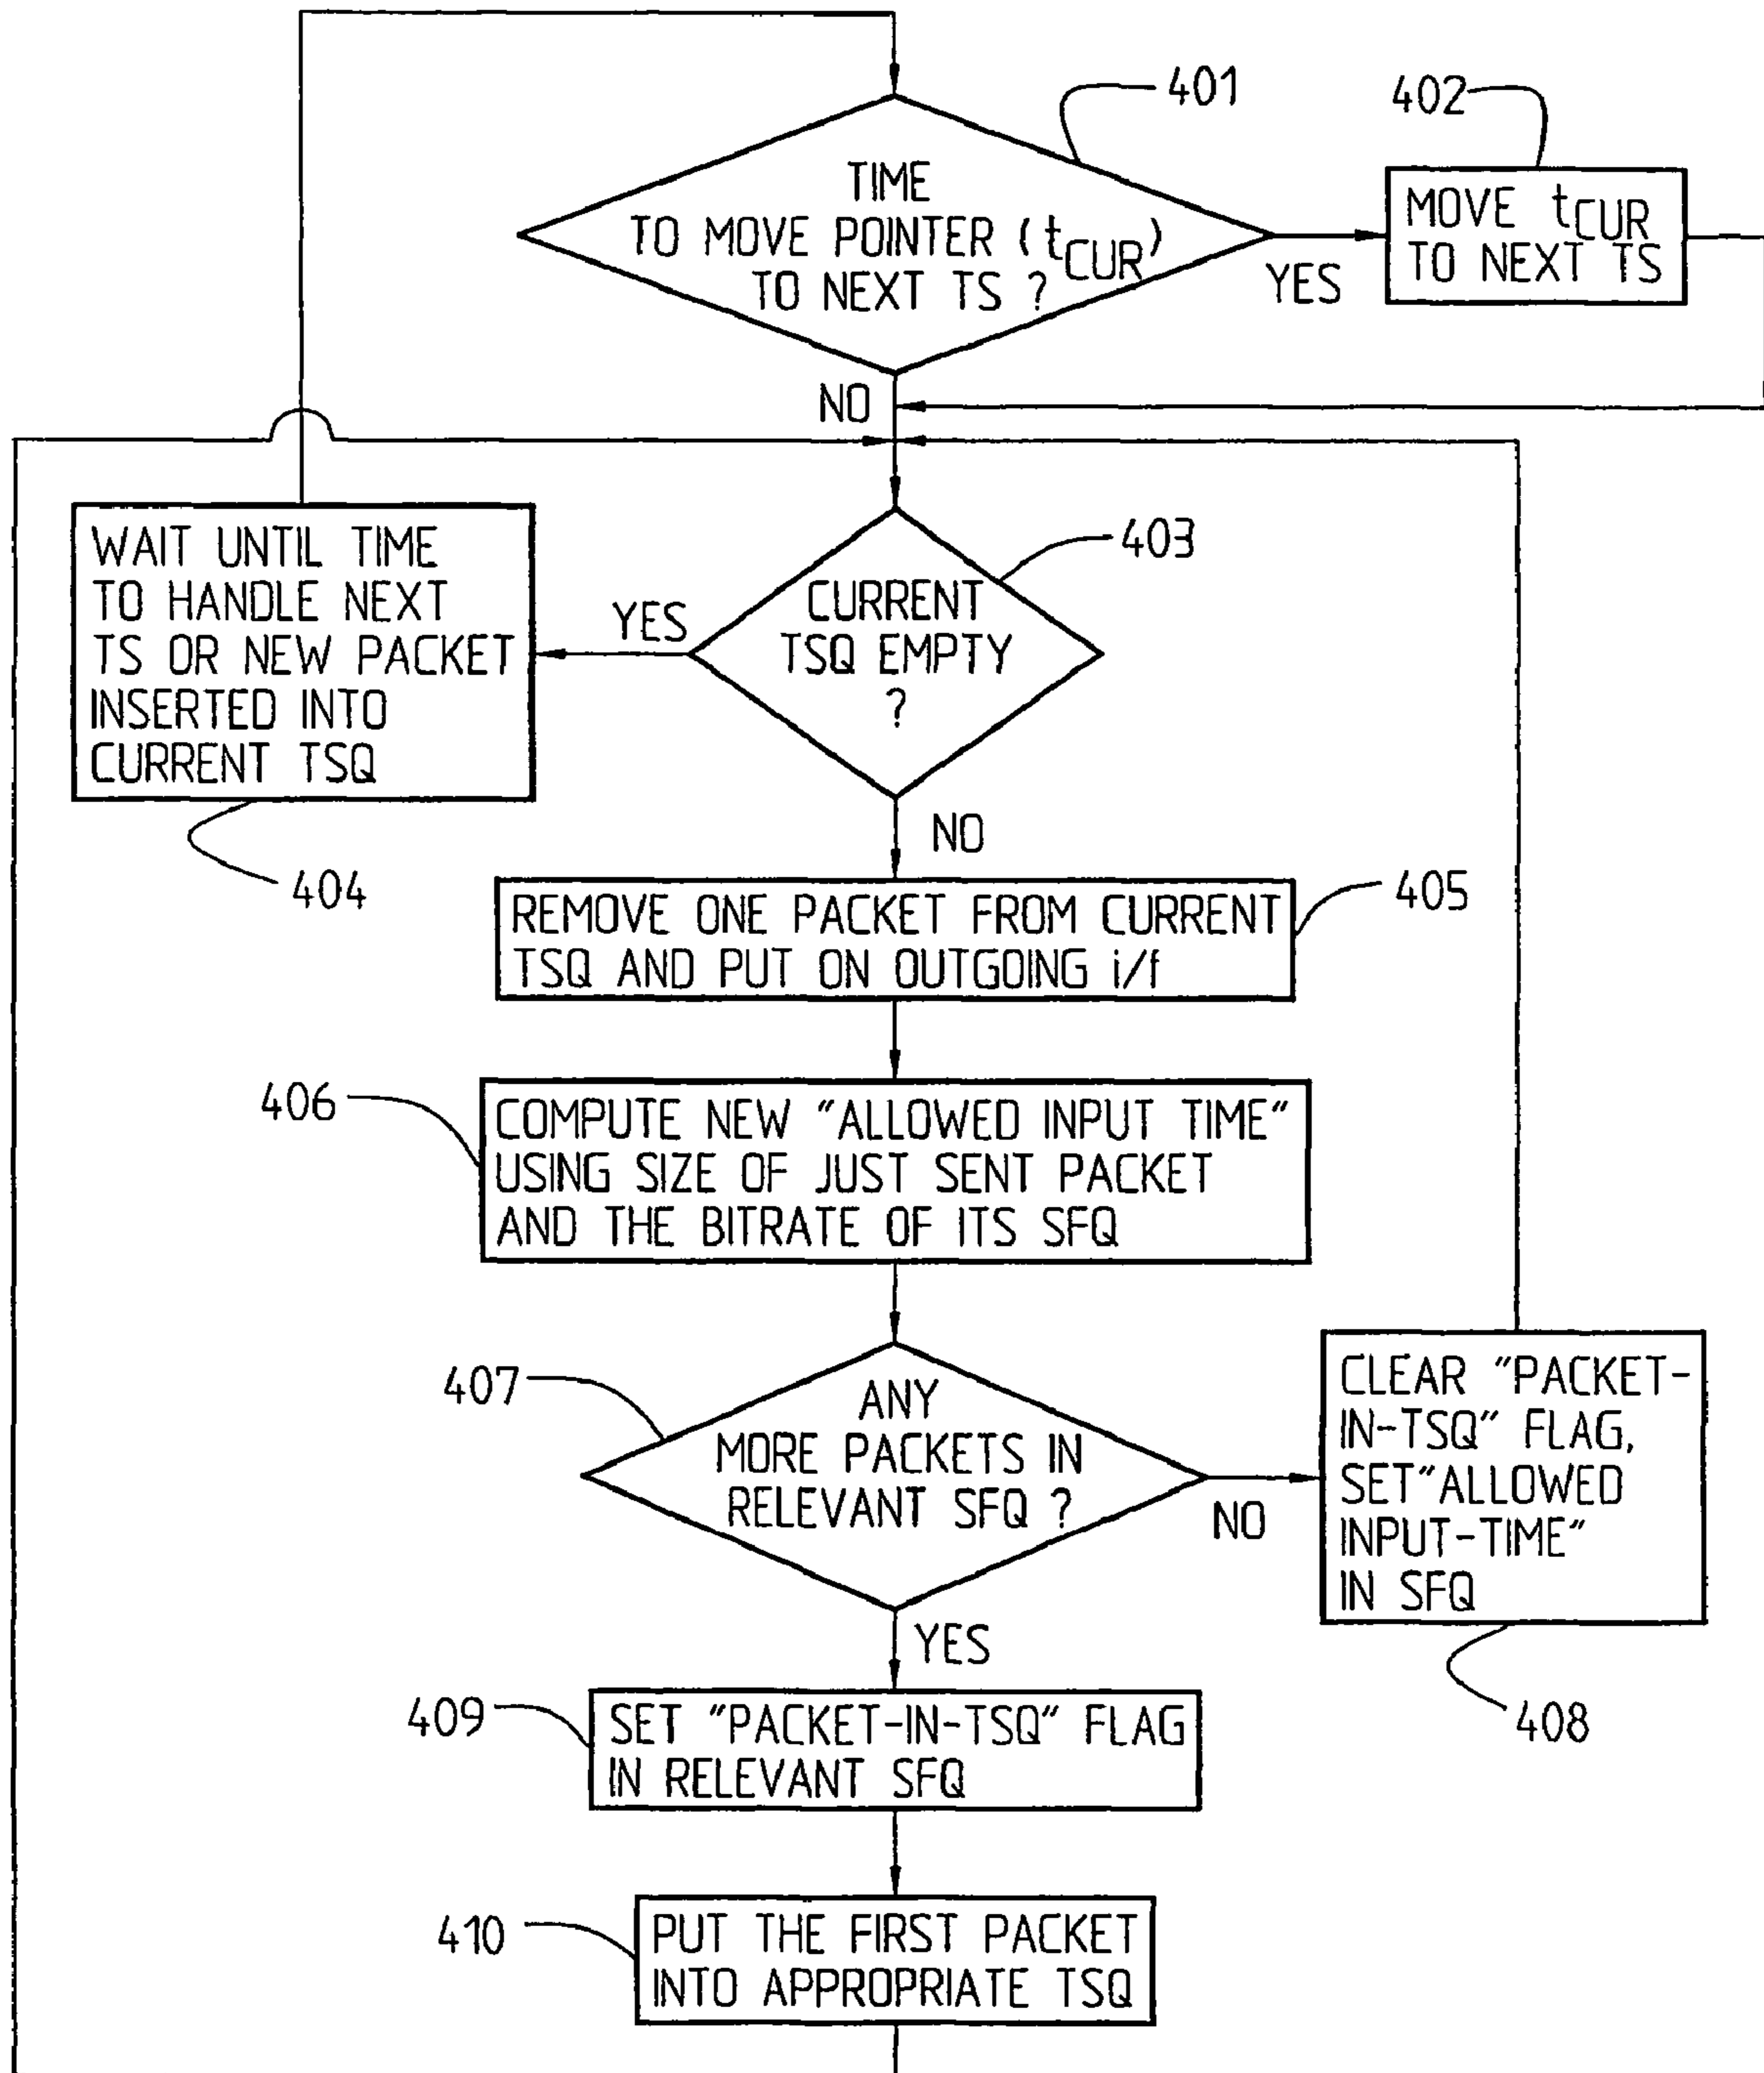 401
402
TIME
TO MOVE POINTER (tCUR)
TO NEXT TS ?
YES
MOVE tCUR
TO NEXT TS
NO
WAIT UNTIL TIME
TO HANDLE NEXT
TS OR NEW PACKET
INSERTED INTO
CURRENT TSQ
404
YES
403
CURRENT
TSQ EMPTY
?
NO
405
REMOVE ONE PACKET FROM CURRENT
TSQ AND PUT ON OUTGOING i/f
406
COMPUTE NEW "ALLOWED INPUT TIME"
USING SIZE OF JUST SENT PACKET
AND THE BITRATE OF ITS SFQ
407
ANY
MORE PACKETS IN
RELEVANT SFQ ?
NO
CLEAR "PACKET-
IN-TSQ" FLAG,
SET"ALLOWED
INPUT-TIME"
IN SFQ
408
YES
409
SET "PACKET-IN-TSQ" FLAG
IN RELEVANT SFQ
410
PUT THE FIRST PACKET
INTO APPROPRIATE TSQ